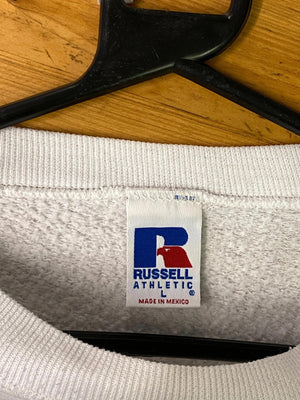 R
RUSSELL
ATHLETIC
L ®
MADE IN MEXICO